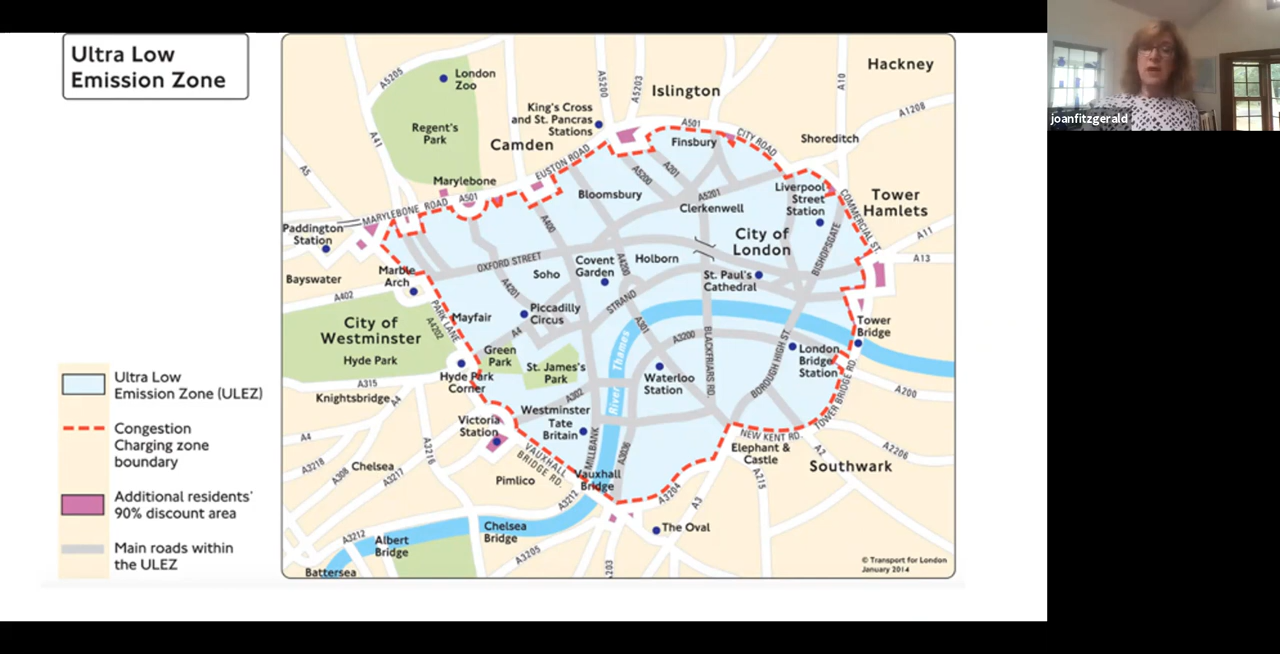 Ultra Low
Emission Zone
joanfitzgerald
Hackney
London
Zoo
A5205
A5200
A5203
A10
Islington
A1208
King's Cross
and St. Pancras
Stations
A41
Regent's
Park
Camden
A501
CITY ROAD
Shoreditch
Finsbury
A5
EUSTON ROAD
Marylebone
A501
MARYLEBONE ROAD
Bloomsbury
A5200
A201
A5201
Clerkenwell
Liverpool
Street
Station
COMMERCIAL ST.
Tower
Hamlets
Paddington
Station
A400
City of
London
BISHOPSGATE
A11
A13
Bayswater
Marble
Arch
OXFORD STREET
Soho
Covent
Garden
A4200
Holborn
St. Paul's
Cathedral
A402
A4201
STRAND
PARK LANE
A4202
Mayfair
Piccadilly
Circus
A4
A301
City of
Westminster
Hyde Park
Green
Park
St. James's
Park
River Thames
A3200
BLACKFRIARS RD.
BOROUGH HIGH ST.
London
Bridge
Station
Tower
Bridge
Waterloo
Station
Hyde Park
Corner
A315
Knightsbridge
A4
A302
A200
TOWER BRIDGE RD.
Westminster
Tate
Britain
Victoria
Station
MILLBANK
A3036
VAUXHALL
BRIDGE RD.
Vauxhall
Bridge
NEW KENT RD.
Elephant &
Castle
A2
A2206
Southwark
A4
A3218
A308
Chelsea
A3217
A3216
Pimlico
A3212
A3204
A3
A215
The Oval
Chelsea
Bridge
A3212
Albert
Bridge
A3205
A203
Battersea
© Transport for London
January 2014
Ultra Low
Emission Zone (ULEZ)
Congestion
Charging zone
boundary
Additional residents'
90% discount area
Main roads within
the ULEZ